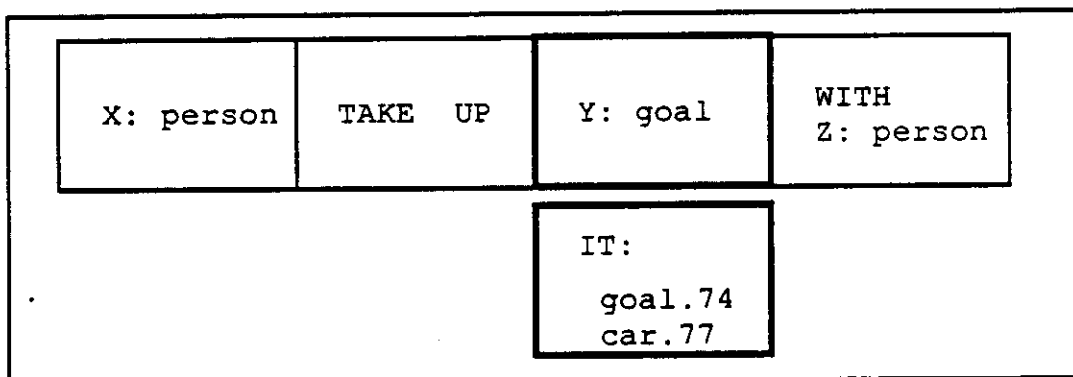 X: person TAKE UP Y: goal WITH
Z: person
IT:
goal.74
car.77